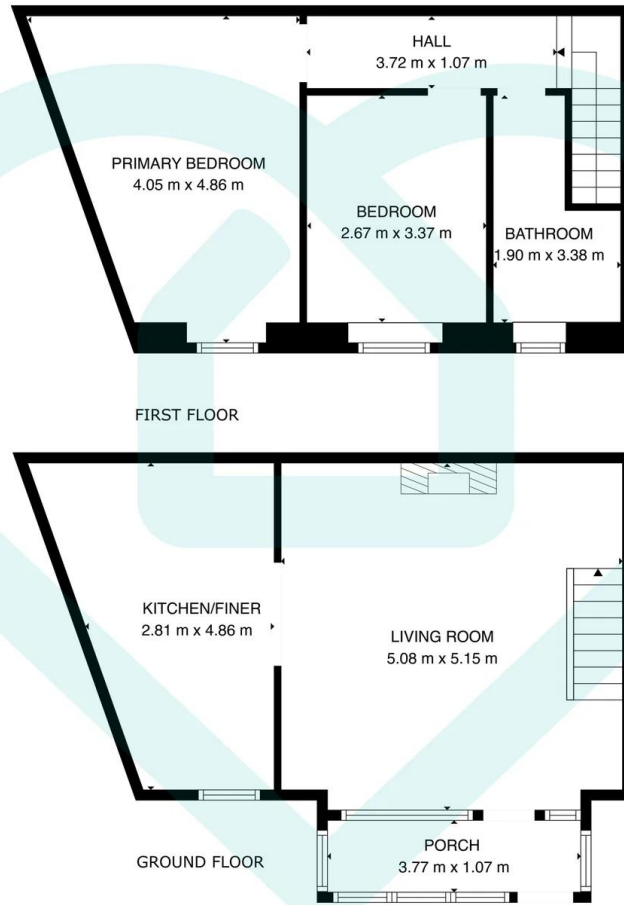 HALL
3.72 m x 1.07 m
PRIMARY BEDROOM
4.05 m x 4.86 m
BEDROOM
2.67 m x 3.37 m
BATHROOM
1.90 m x 3.38 m
FIRST FLOOR
KITCHEN/FINER
2.81 m x 4.86 m
LIVING ROOM
5.08 m x 5.15 m
GROUND FLOOR
PORCH
3.77 m x 1.07 m